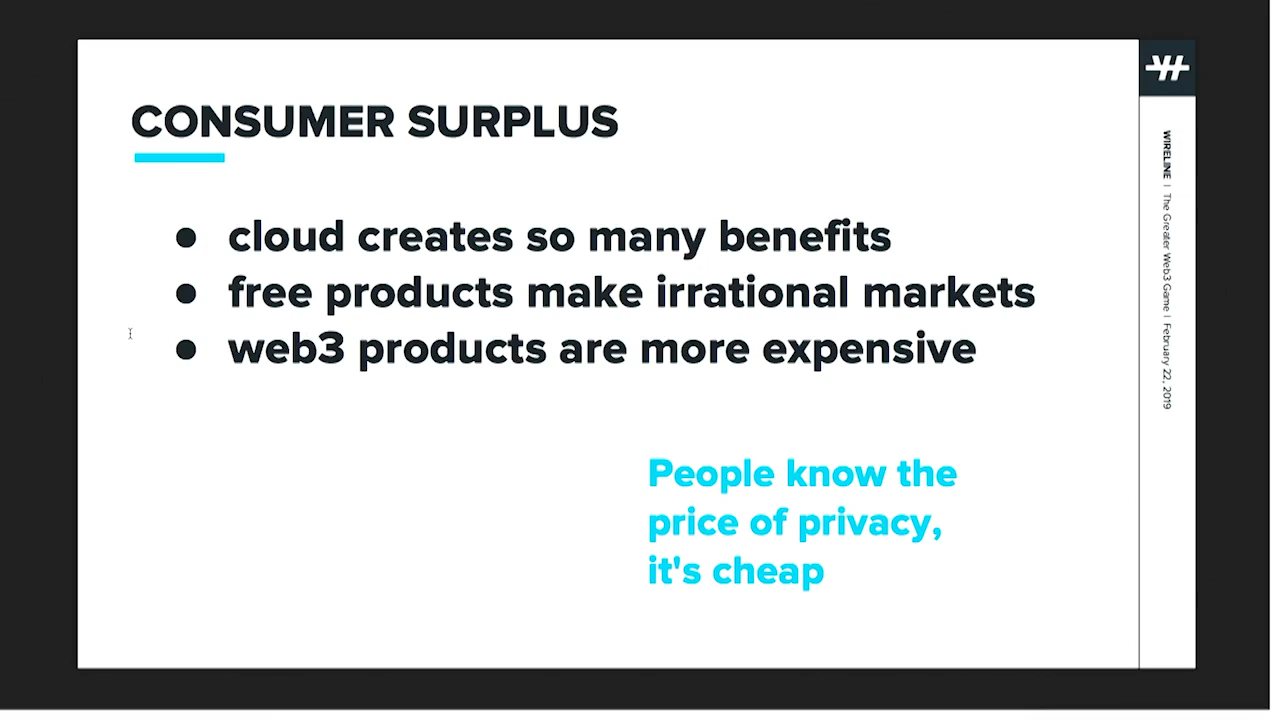 CONSUMER SURPLUS
● cloud creates so many benefits
● free products make irrational markets
● web3 products are more expensive
People know the
price of privacy,
it's cheap
WIRELINE | The Greater Web3 Game | February 22, 2019